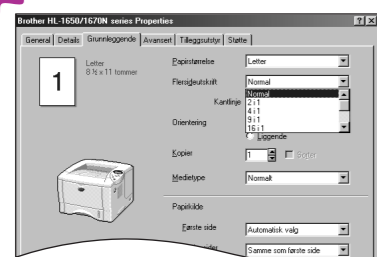 Brother HL-1650/1670N series Properties
General Details Grunnleggende Avansert Tilleggsutstyr Støtte
1
Letter
8 ½ x 11 tommer
Papirstørrelse Letter
Flersideutskrift Normal
Normal
Kantlinje 2 i 1
4 i 1
Orientering 9 i 1
16 i 1
Liggende
Kopier 1 Sorter
Medietype Normalt
Papirkilde
Første side Automatisk valg
Samme som første side